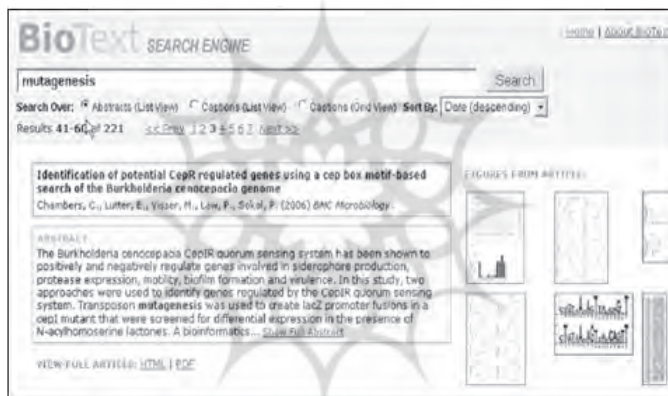 BioText SEARCH ENGINE
Home | About BioText
mutagenesis Search
Search Over: Abstracts (List View) Captions (List View) Captions (Grid View) Sort By: Date (descending)
Results 41-60 of 221 << Prev 1 2 3 4 5 6 7 Next >>
Identification of potential CepR regulated genes using a cep box motif-based
search of the Burkholderia cenocepacia genome
Chambers, C., Lutter, E., Visser, M., Law, P., Sokol, P. (2006) BMC Microbiology.
FIGURES FROM ARTICLE:
ABSTRACT
The Burkholderia cenocepacia CepIR quorum sensing system has been shown to
positively and negatively regulate genes involved in siderophore production,
protease expression, motility, biofilm formation and virulence. In this study, two
approaches were used to identify genes regulated by the CepIR quorum sensing
system. Transposon mutagenesis was used to create lacZ promoter fusions in a
cepI mutant that were screened for differential expression in the presence of
N-acylhomoserine lactones. A bioinformatics... Show Full Abstract
VIEW FULL ARTICLE: HTML | PDF